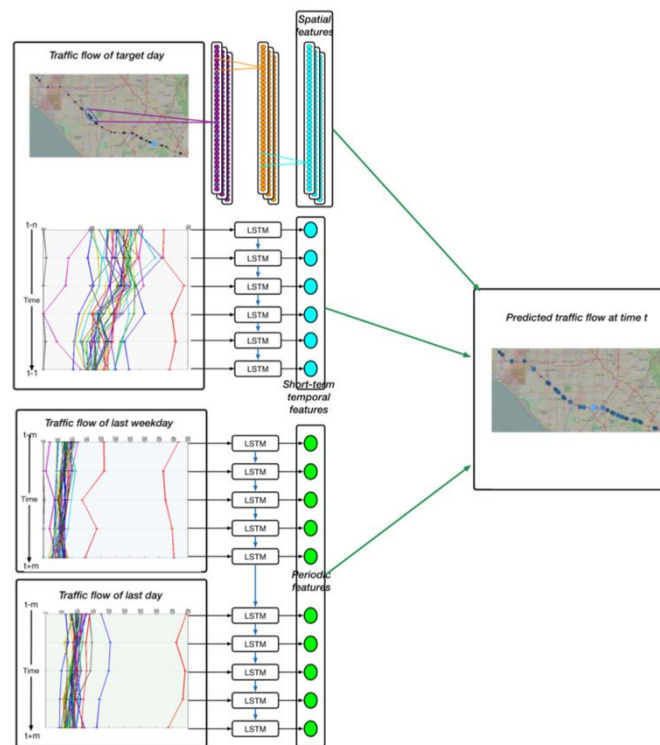 Spatial
features
Traffic flow of target day
t-n
Time
t-1
LSTM
LSTM
LSTM
LSTM
LSTM
LSTM
Short-term
temporal
features
Predicted traffic flow at time t
Traffic flow of last weekday
t-m
Time
t+m
LSTM
LSTM
LSTM
LSTM
LSTM
Periodic
features
Traffic flow of last day
t-m
Time
t+m
LSTM
LSTM
LSTM
LSTM
LSTM